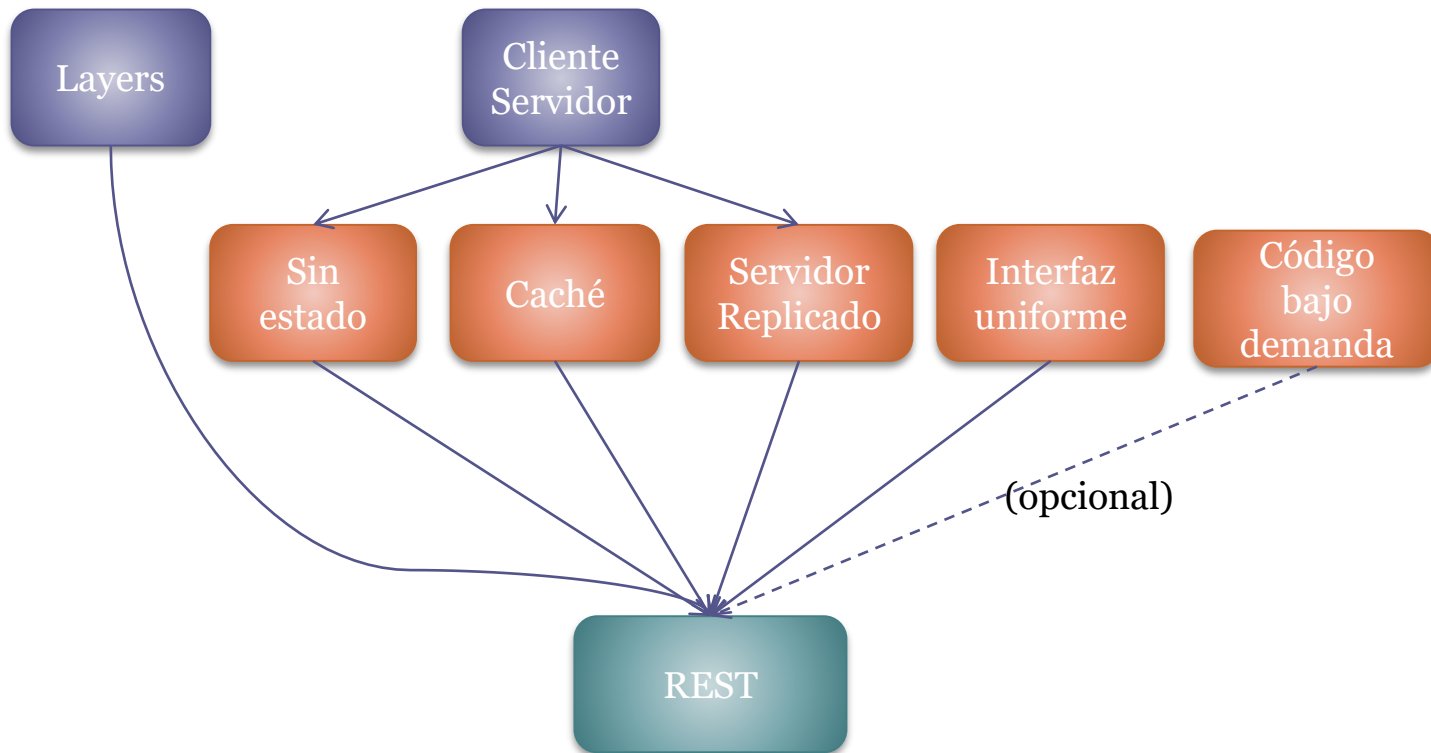 Layers
Cliente
Servidor
Sin
estado
Caché
Servidor
Replicado
Interfaz
uniforme
Código
bajo
demanda
(opcional)
REST